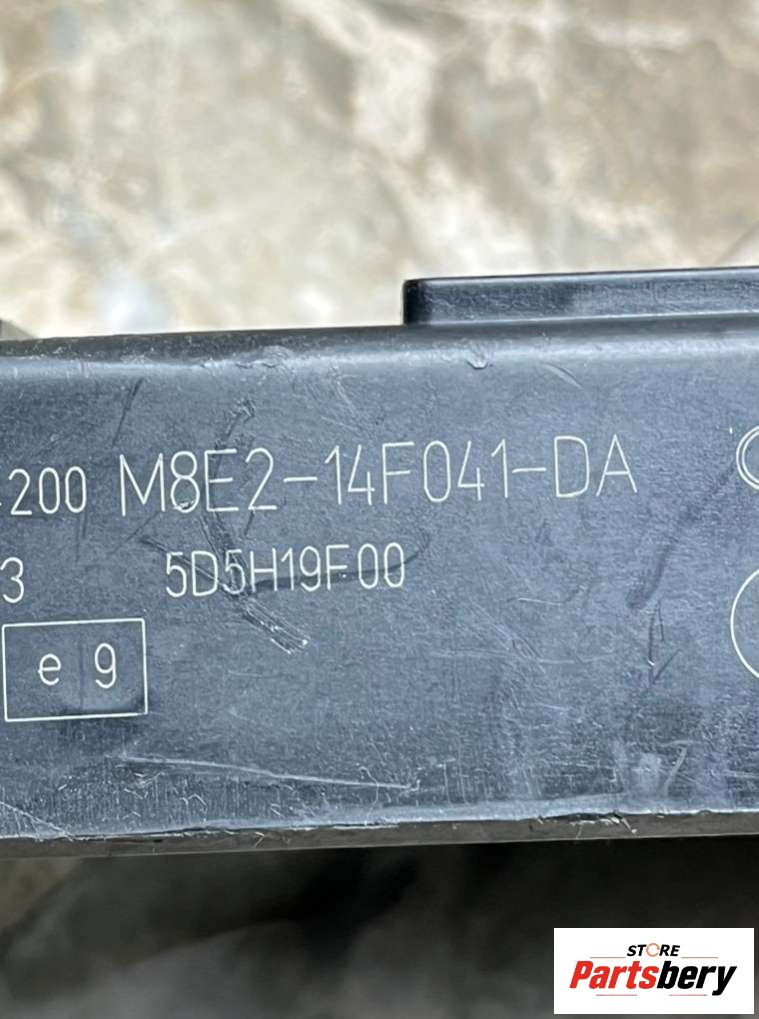 200 M8E2-14F041-DA
3 5D5H19F00
e 9
STORE
Partsbery